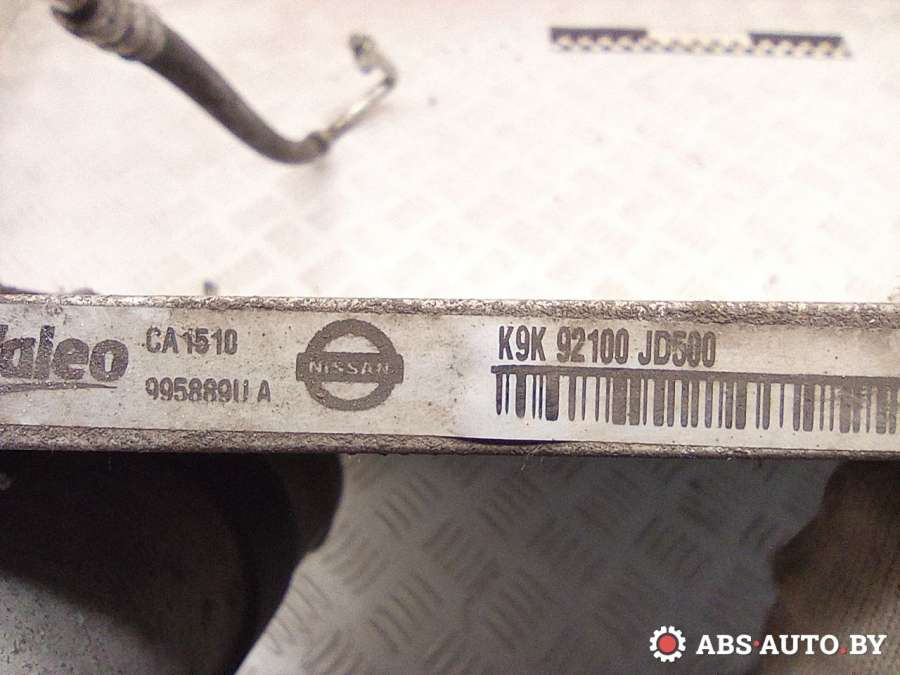 Valeo
CA1510
995889U A
NISSAN
K9K 92100 JD500
ABS·AUTO.BY